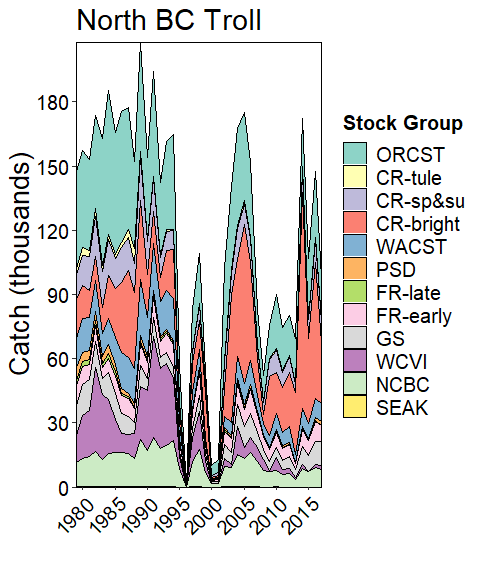 North BC Troll
Catch (thousands)
180
150
120
90
60
30
0
1980
1985
1990
1995
2000
2005
2010
2015
Stock Group
ORCST
CR-tule
CR-sp&su
CR-bright
WACST
PSD
FR-late
FR-early
GS
WCVI
NCBC
SEAK